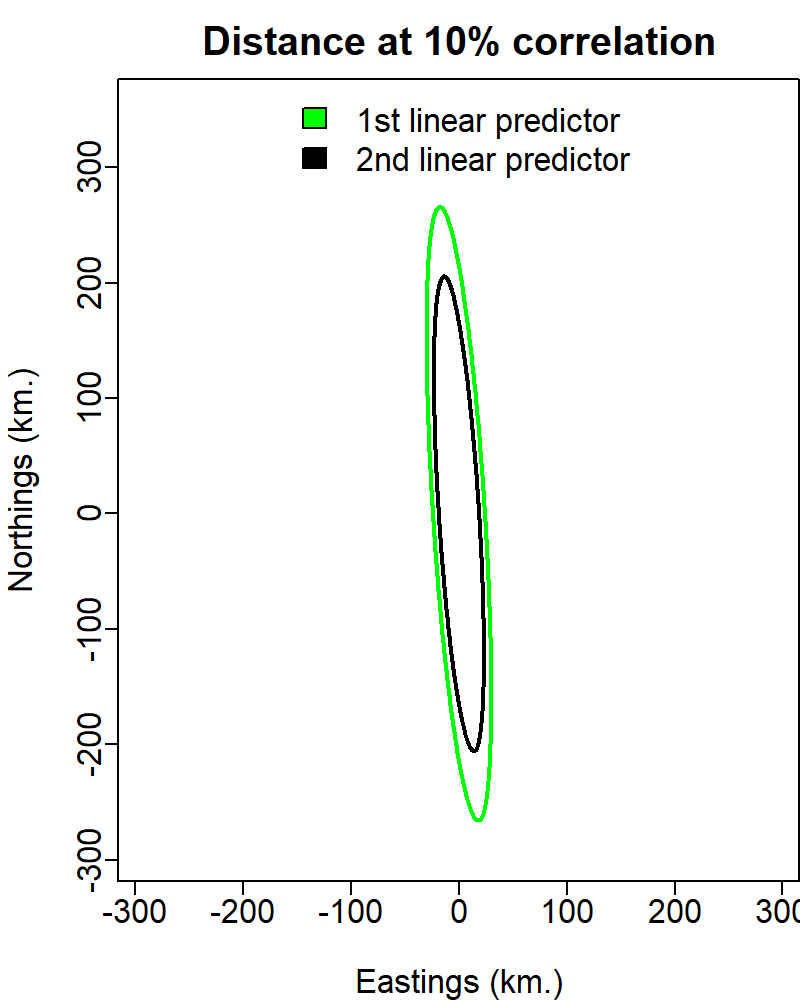 Distance at 10% correlation
1st linear predictor
2nd linear predictor
300
200
100
0
-100
-200
-300
Northings (km.)
-300 -200 -100 0 100 200 300
Eastings (km.)